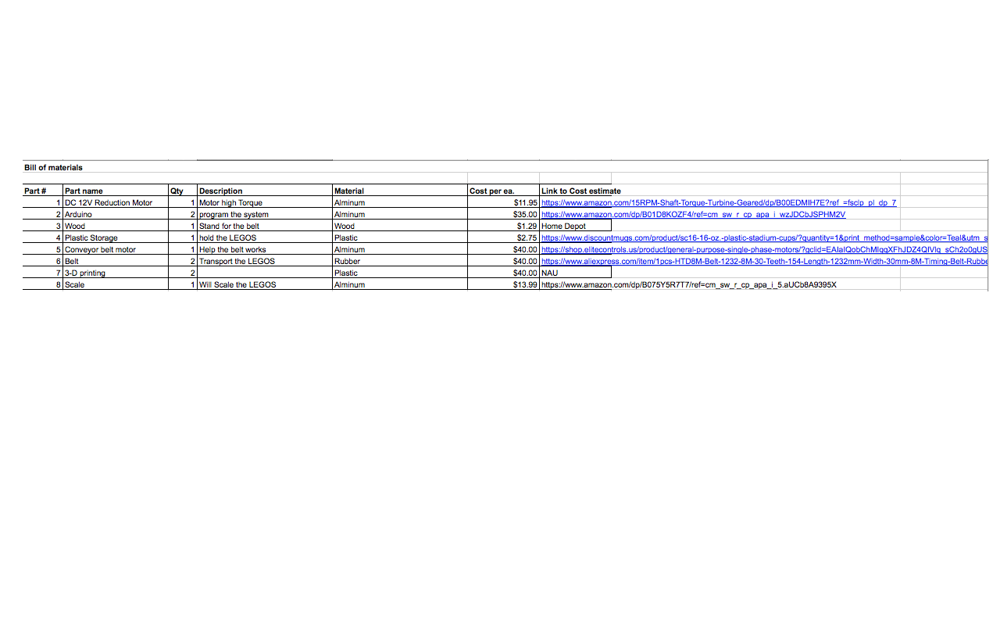 Bill of materials
Part # Part name Qty Description Material Cost per ea. Link to Cost estimate
1 DC 12V Reduction Motor 1 Motor high Torque Alminum $11.95 https://www.amazon.com/15RPM-Shaft-Torque-Turbine-Geared/dp/B00EDMIH7E?ref_=fsclp_pl_dp_7
2 Arduino 2 program the system Alminum $35.00 https://www.amazon.com/dp/B01D8KOZF4/ref=cm_sw_r_cp_apa_i_wzJDCbJSPHM2V
3 Wood 1 Stand for the belt Wood $1.29 Home Depot
4 Plastic Storage 1 hold the LEGOS Plastic $2.75 https://www.discountmugs.com/product/sc16-16-oz.-plastic-stadium-cups/?quantity=1&print_method=sample&color=Teal&utm_s
5 Conveyor belt motor 1 Help the belt works Alminum $40.00 https://shop.elitecontrols.us/product/general-purpose-single-phase-motors/?gclid=EAIaIQobChMIqqXFhJDZ4QIVlq_sCh2o0gUS
6 Belt 2 Transport the LEGOS Rubber $40.00 https://www.aliexpress.com/item/1pcs-HTD8M-Belt-1232-8M-30-Teeth-154-Length-1232mm-Width-30mm-8M-Timing-Belt-Rubbe
7 3-D printing 2 Plastic $40.00 NAU
8 Scale 1 Will Scale the LEGOS Alminum $13.99 https://www.amazon.com/dp/B075Y5R7T7/ref=cm_sw_r_cp_apa_i_5.aUCb8A9395X